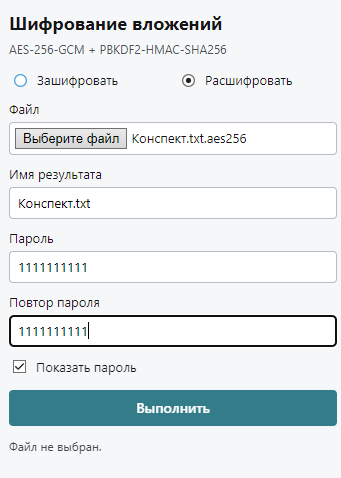 Шифрование вложений
AES-256-GCM + PBKDF2-HMAC-SHA256
Зашифровать Расшифровать
Файл
Выберите файл Конспект.txt.aes256
Имя результата
Конспект.txt
Пароль
1111111111
Повтор пароля
1111111111
Показать пароль
Выполнить
Файл не выбран.